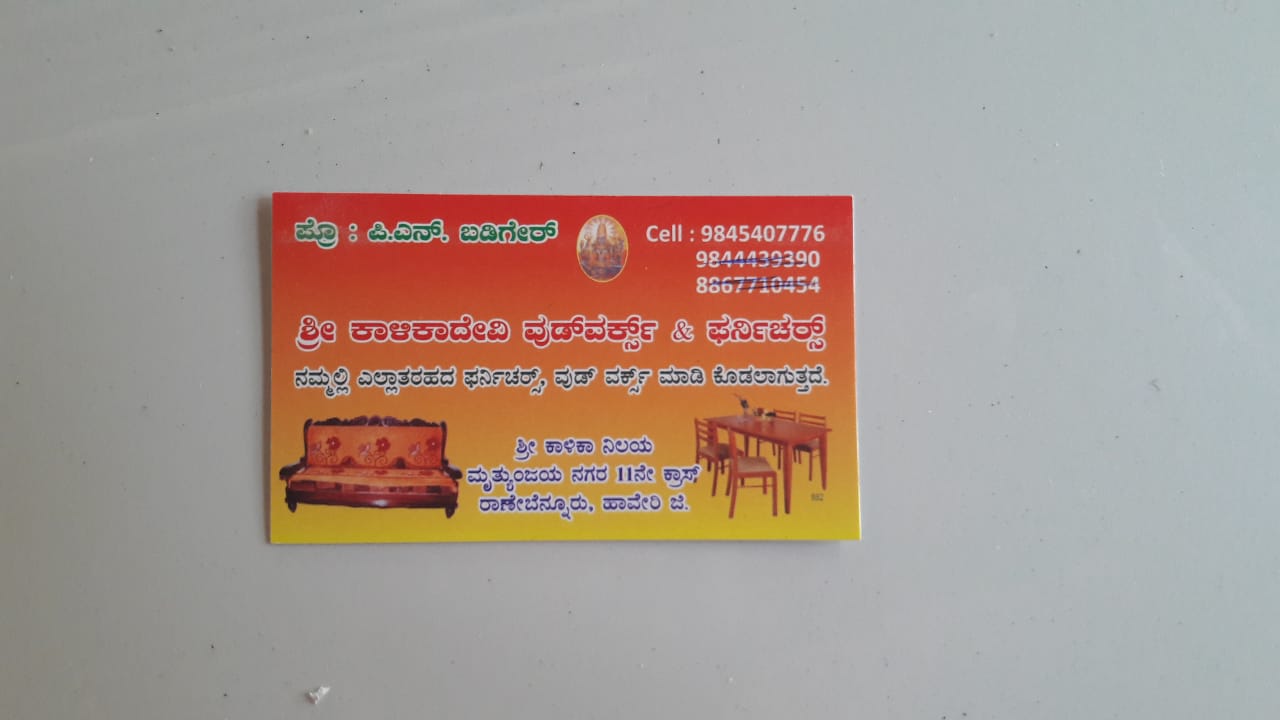 ಪ್ರೊ : ಪಿ.ಎನ್. ಬಡಿಗೇರ್
Cell : 9845407776
9844439390
8867710454
ಶ್ರೀ ಕಾಳಿಕಾದೇವಿ ವುಡ್‌ವರ್ಕ್ಸ್ & ಫರ್ನಿಚರ್ಸ್
ನಮ್ಮಲ್ಲಿ ಎಲ್ಲಾತರಹದ ಫರ್ನಿಚರ್ಸ್, ವುಡ್ ವರ್ಕ್ಸ್ ಮಾಡಿ ಕೊಡಲಾಗುತ್ತದೆ.
ಶ್ರೀ ಕಾಳಿಕಾ ನಿಲಯ
ಮೃತ್ಯುಂಜಯ ನಗರ 11ನೇ ಕ್ರಾಸ್
ರಾಣೇಬೆನ್ನೂರು, ಹಾವೇರಿ ಜಿ.